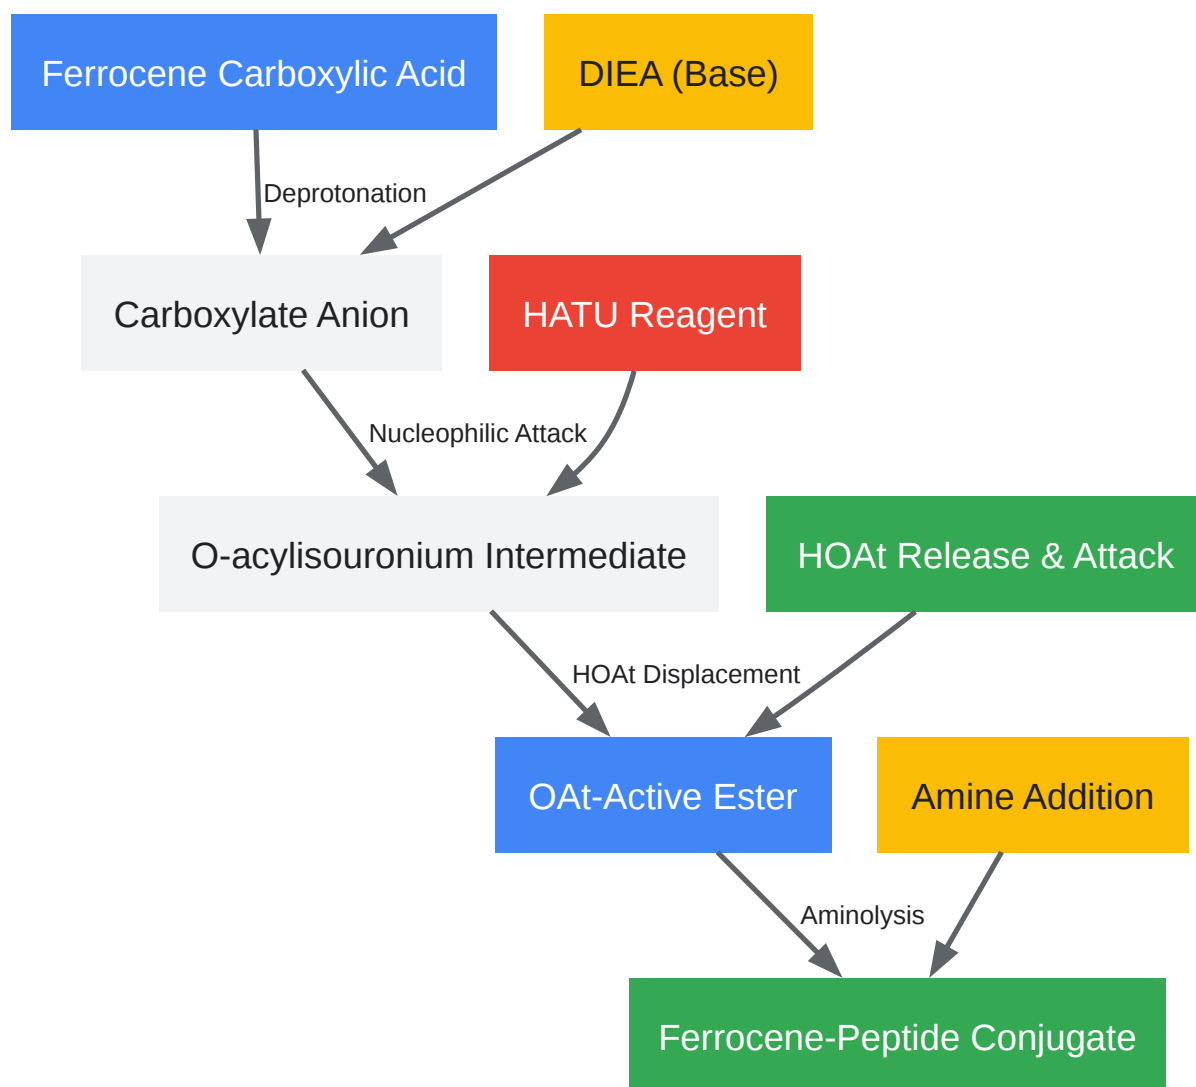 Ferrocene Carboxylic Acid
DIEA (Base)
Deprotonation
Carboxylate Anion
HATU Reagent
Nucleophilic Attack
O-acylisouronium Intermediate
HOAt Release & Attack
HOAt Displacement
OAt-Active Ester
Amine Addition
Aminolysis
Ferrocene-Peptide Conjugate